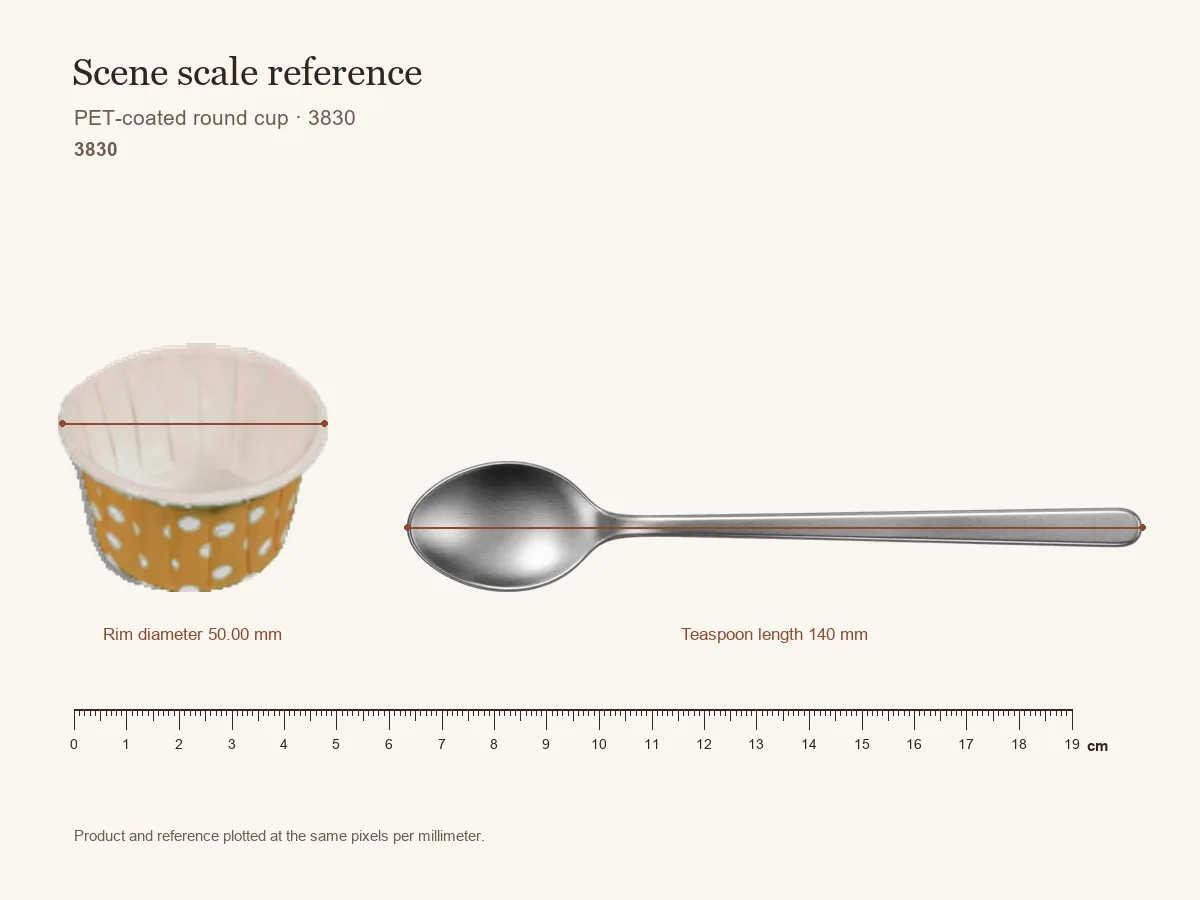 Scene scale reference
PET-coated round cup · 3830
3830
Rim diameter 50.00 mm
Teaspoon length 140 mm
0 1 2 3 4 5 6 7 8 9 10 11 12 13 14 15 16 17 18 19 cm
Product and reference plotted at the same pixels per millimeter.